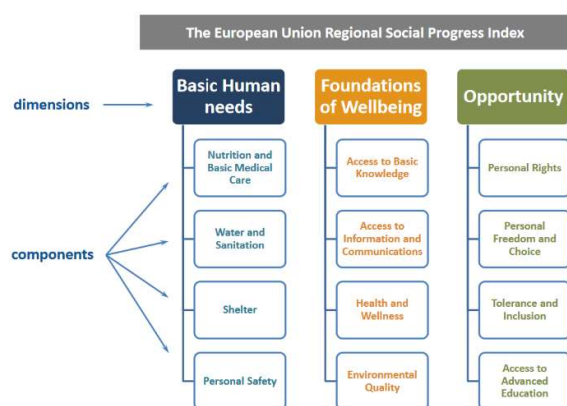 The European Union Regional Social Progress Index
dimensions
Basic Human
needs
Foundations
of Wellbeing
Opportunity
components
Nutrition and
Basic Medical
Care
Water and
Sanitation
Shelter
Personal Safety
Access to Basic
Knowledge
Access to
Information and
Communications
Health and
Wellness
Environmental
Quality
Personal Rights
Personal
Freedom and
Choice
Tolerance and
Inclusion
Access to
Advanced
Education